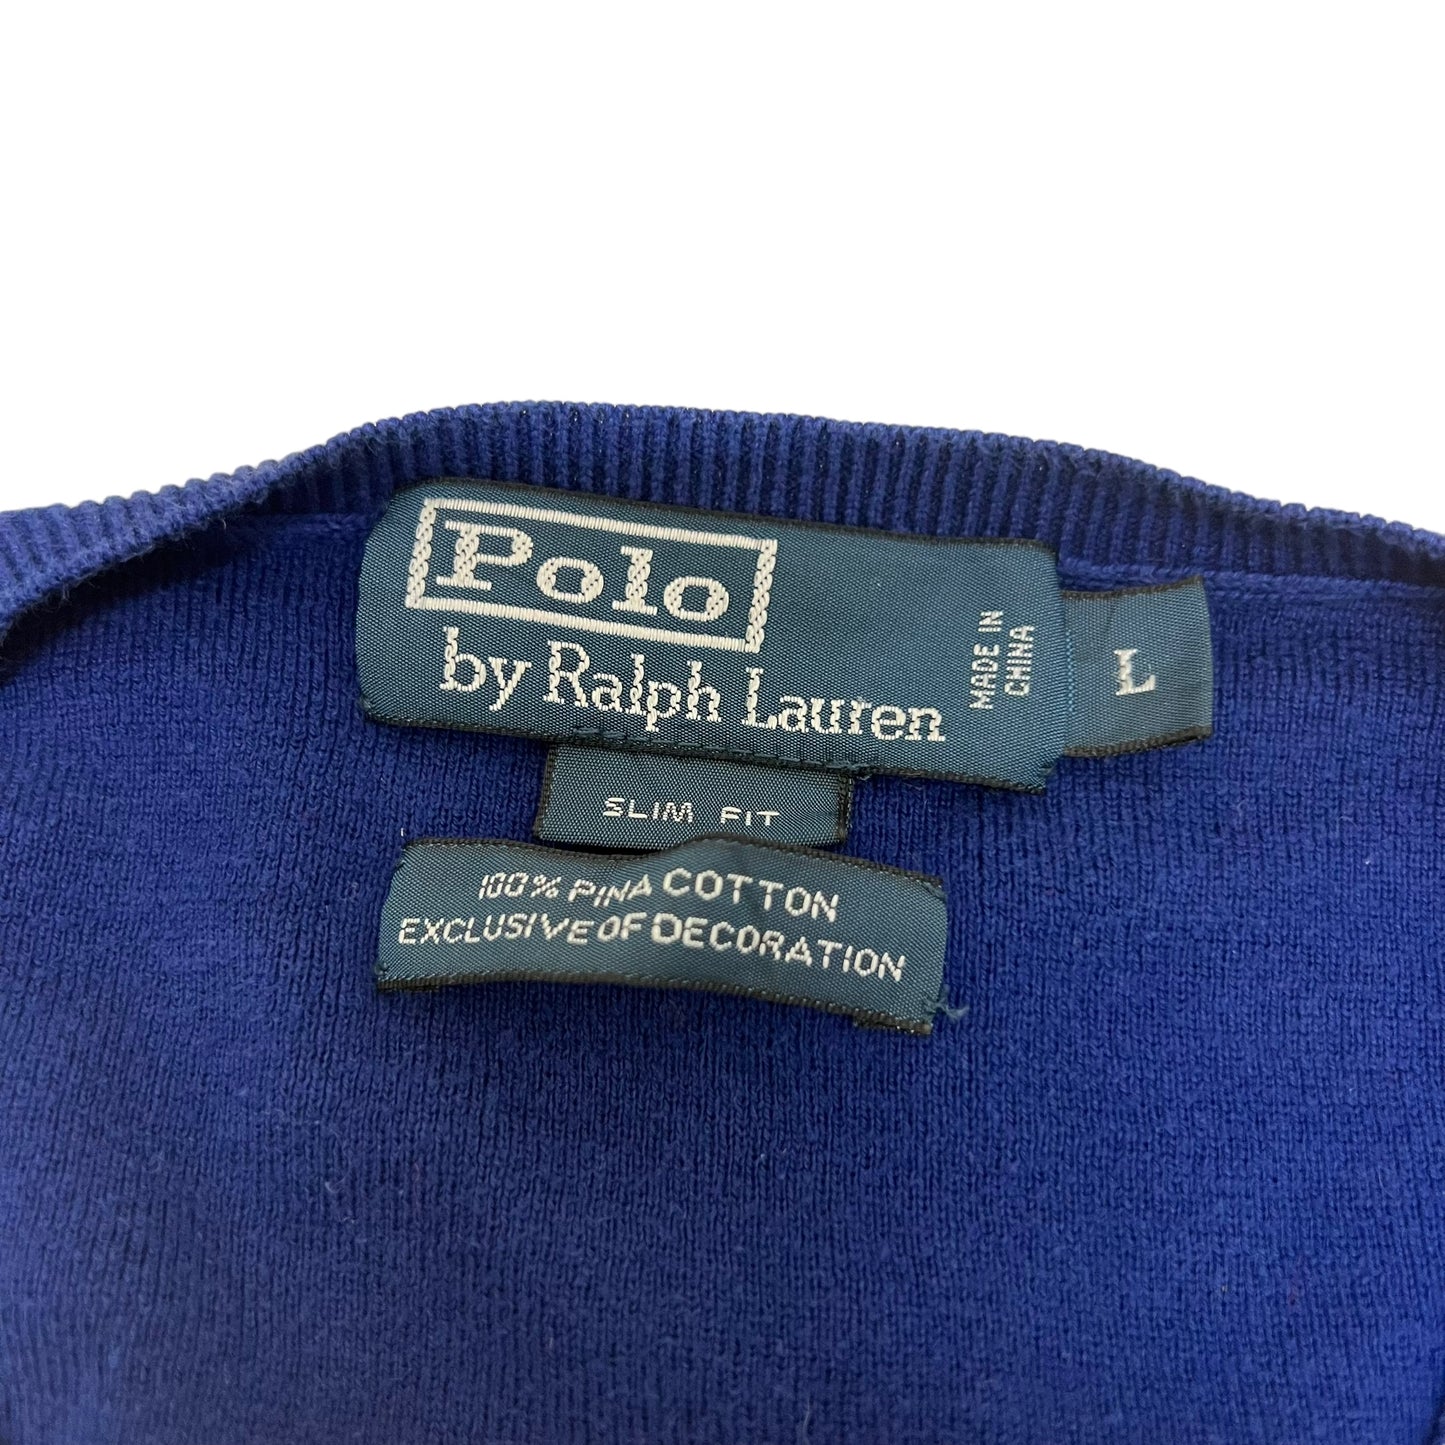 Polo
by Ralph Lauren
MADE IN
CHINA
L
SLIM FIT
100% PIMA COTTON
EXCLUSIVE OF DECORATION